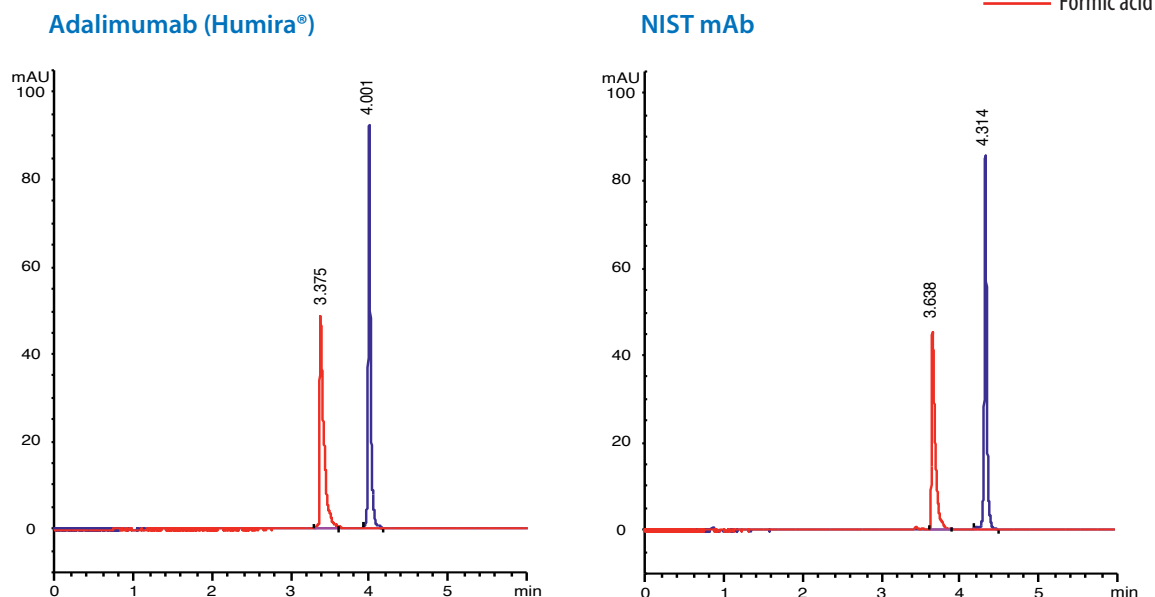 Formic acid
Adalimumab (Humira®)
NIST mAb
mAU
100
80
60
40
20
0
4.001
3.375
0 1 2 3 4 5 min
mAU
100
80
60
40
20
0
4.314
3.638
0 1 2 3 4 5 min